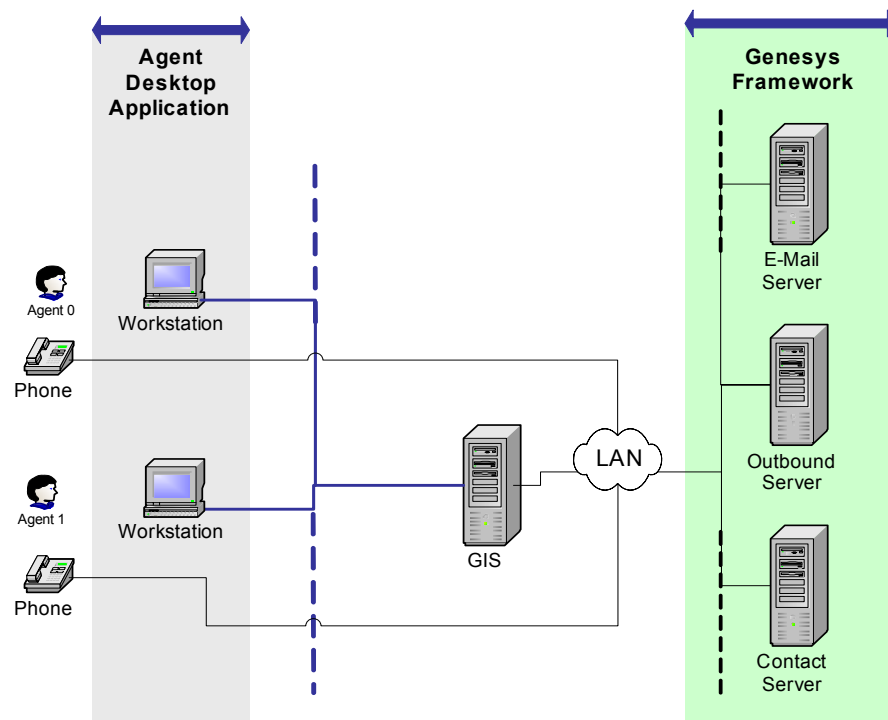 Agent
Desktop
Application
Genesys
Framework
E-Mail
Server
Agent 0
Workstation
Phone
LAN
Outbound
Server
Agent 1
Workstation
GIS
Phone
Contact
Server